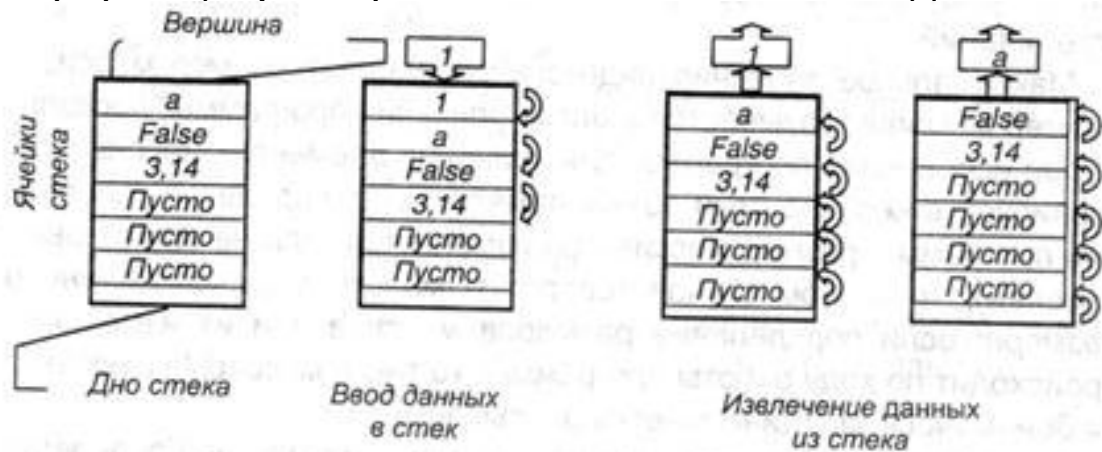 Вершина
1
1
а
а
False
3,14
Пусто
Пусто
Пусто
Ячейки
стека
1
а
False
3,14
Пусто
Пусто
а
False
3,14
Пусто
Пусто
Пусто
False
3,14
Пусто
Пусто
Пусто
Пусто
Дно стека
Ввод данных
в стек
Извлечение данных
из стека